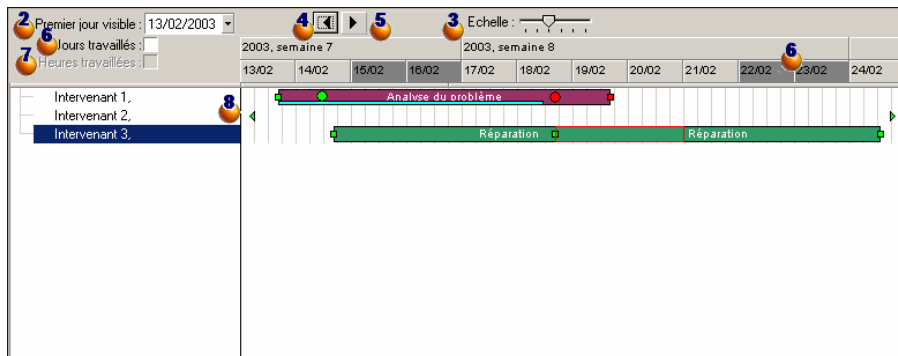 2 Premier jour visible : 13/02/2003 4 5 3 Echelle :
6 Jours travaillés :
7 Heures travaillées :
2003, semaine 7 2003, semaine 8 6
13/02 14/02 15/02 16/02 17/02 18/02 19/02 20/02 21/02 22/02 23/02 24/02
Intervenant 1, 8 Analyse du problème
Intervenant 2,
Intervenant 3, Réparation Réparation